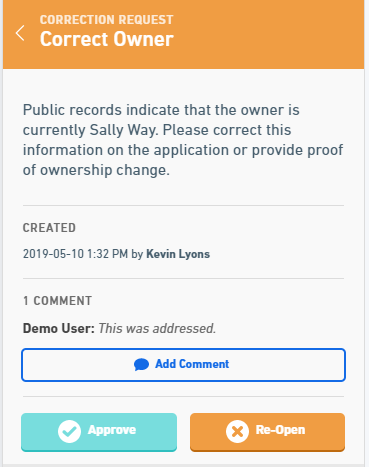 CORRECTION REQUEST
Correct Owner
Public records indicate that the owner is
currently Sally Way. Please correct this
information on the application or provide proof
of ownership change.
CREATED
2019-05-10 1:32 PM by Kevin Lyons
1 COMMENT
Demo User: This was addressed.
Add Comment
Approve
Re-Open